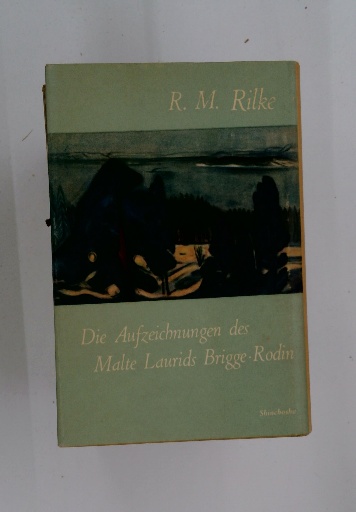 R. M. Rilke
Die Aufzeichnungen des
Malte Laurids Brigge·Rodin